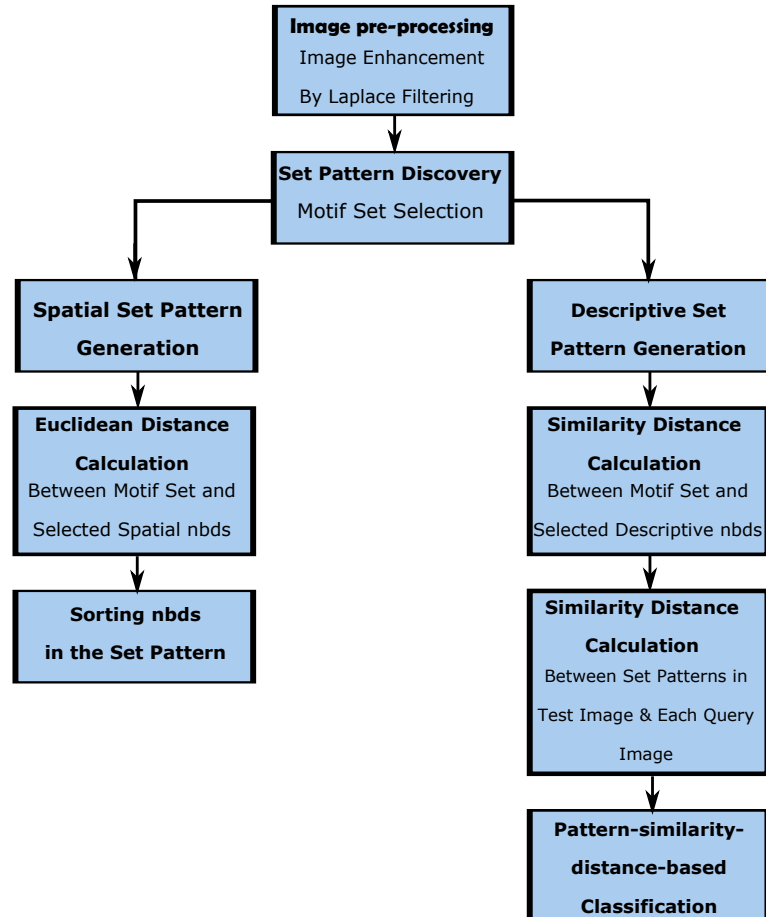 Image pre-processing
Image Enhancement
By Laplace Filtering
Set Pattern Discovery
Motif Set Selection
Spatial Set Pattern
Generation
Euclidean Distance
Calculation
Between Motif Set and
Selected Spatial nbds
Sorting nbds
in the Set Pattern
Descriptive Set
Pattern Generation
Similarity Distance
Calculation
Between Motif Set and
Selected Descriptive nbds
Similarity Distance
Calculation
Between Set Patterns in
Test Image & Each Query
Image
Pattern-similarity-
distance-based
Classification